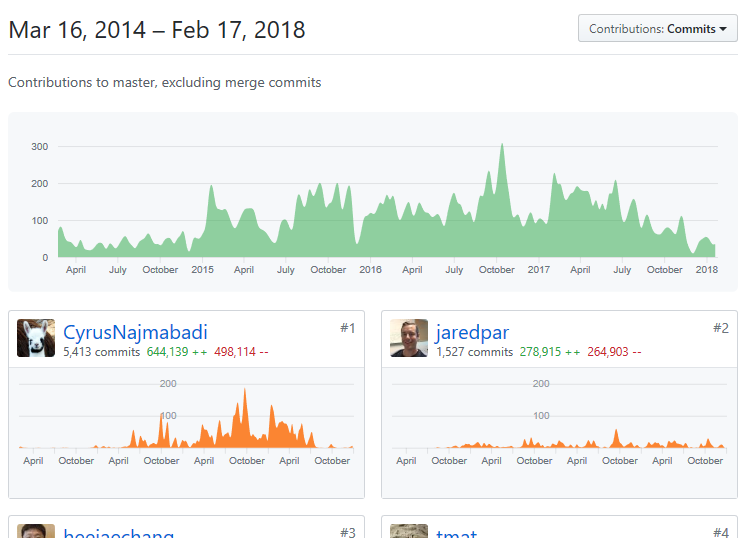 Mar 16, 2014 – Feb 17, 2018
Contributions: Commits
Contributions to master, excluding merge commits
300
200
100
0
April July October 2015 April July October 2016 April July October 2017 April July October 2018
CyrusNajmabadi #1
5,413 commits 644,139 ++ 498,114 --
200
100
April October April October April October April October
jaredpar #2
1,527 commits 278,915 ++ 264,903 --
200
100
April October April October April October April October
heejaechang #3
tmat #4